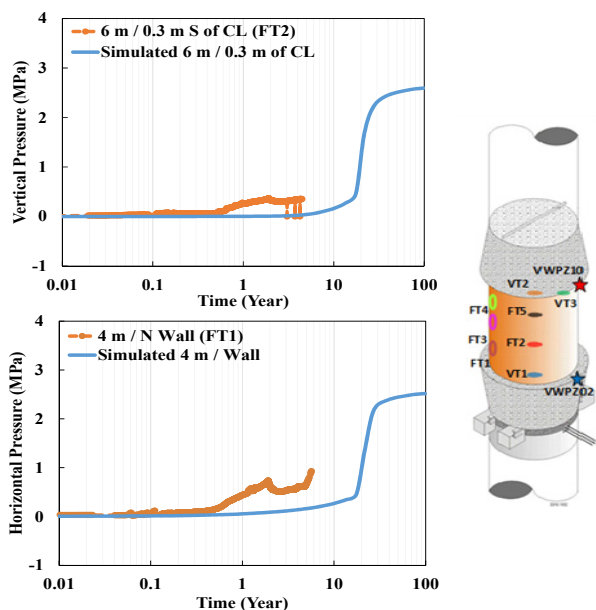 6 m / 0.3 m S of CL (FT2)
Simulated 6 m / 0.3 m of CL
Vertical Pressure (MPa)
4
3
2
1
0
-1
0.01 0.1 1 10 100
Time (Year)
4 m / N Wall (FT1)
Simulated 4 m / Wall
Horizontal Pressure (MPa)
4
3
2
1
0
-1
0.01 0.1 1 10 100
Time (Year)
VWPZ10
VT2
VT3
FT4
FT5
FT3
FT2
FT1
VT1
VWPZ02